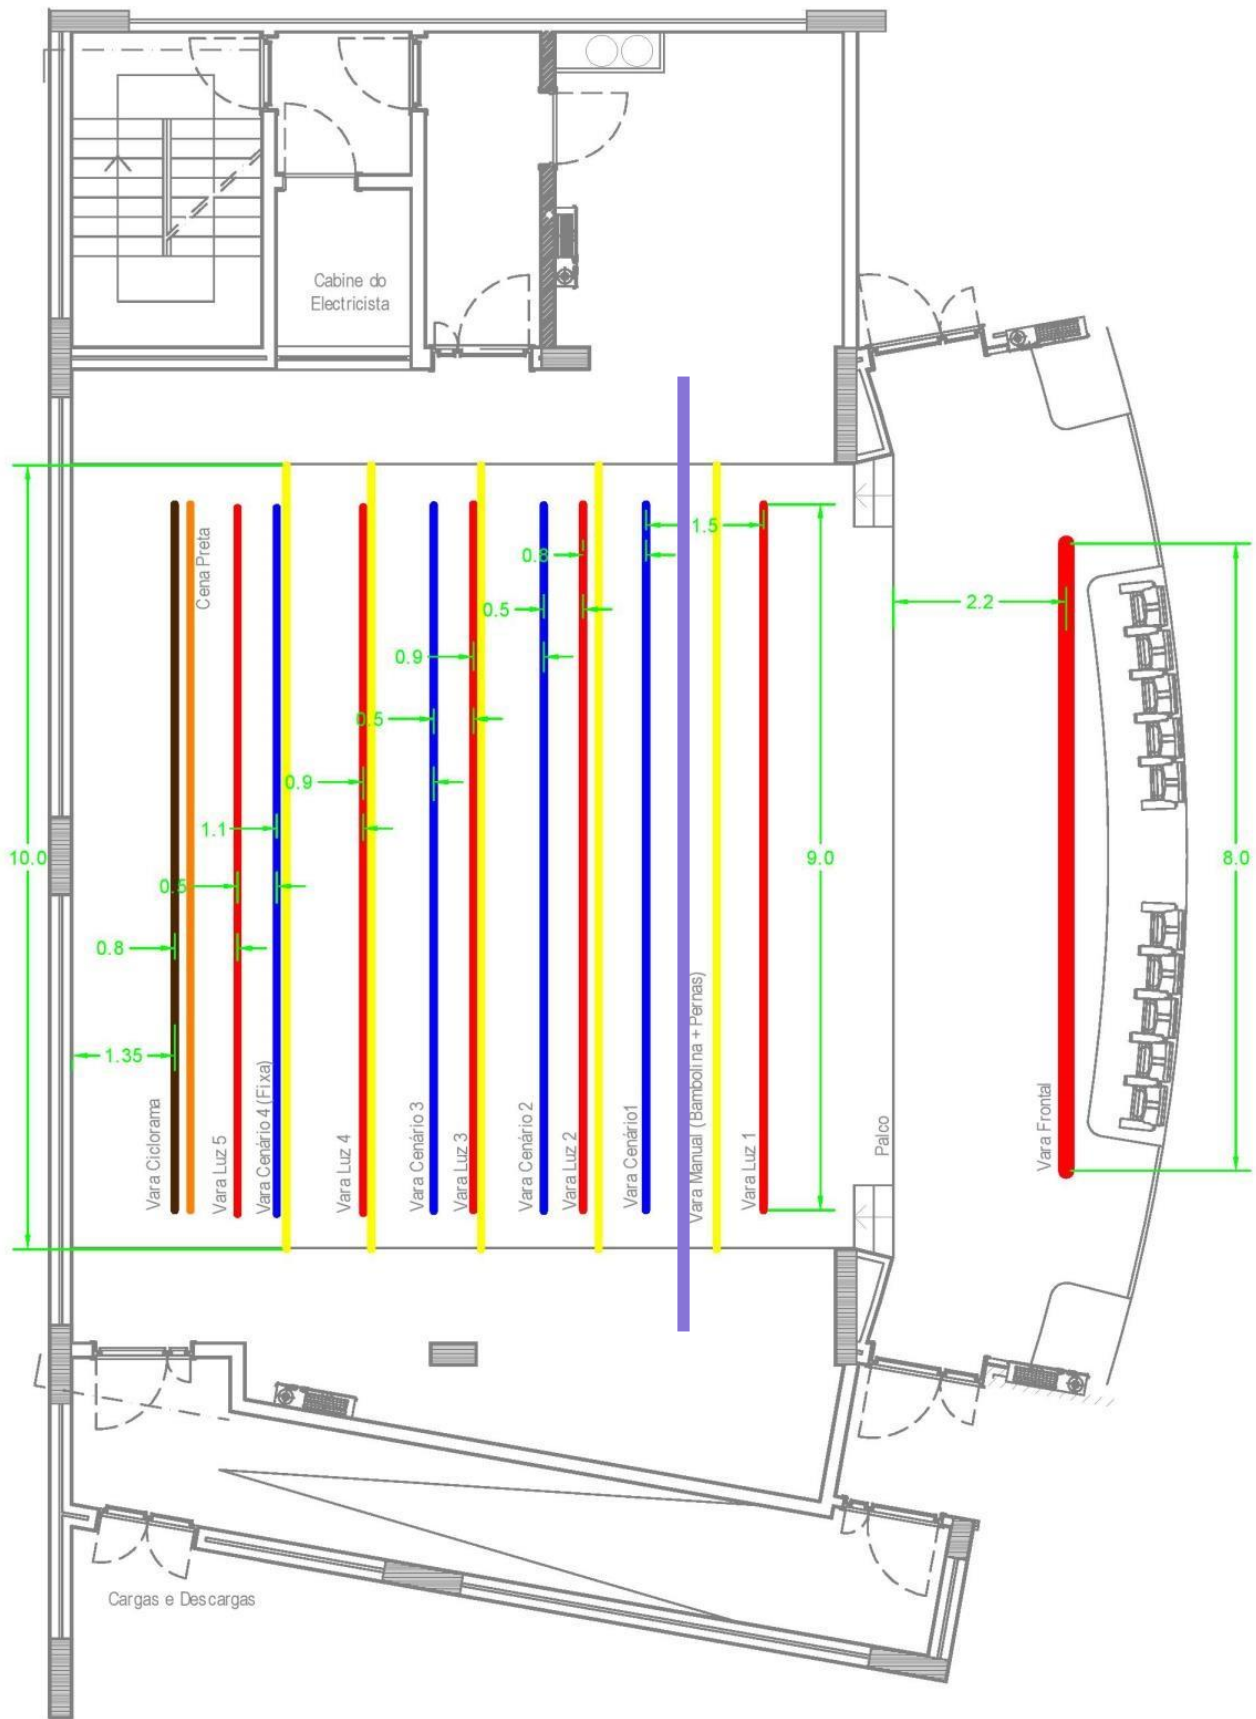 Cabine do
Electricista
Cena Preta
1.5
0.8
0.5
2.2
0.9
0.5
0.9
1.1
10.0
9.0
8.0
0.5
0.8
1.35
Vara Ciclorama
Vara Luz 5
Vara Cenário 4 (Fixa)
Vara Luz 4
Vara Cenário 3
Vara Luz 3
Vara Cenário 2
Vara Luz 2
Vara Cenário1
Vara Manual (Bambolina + Pernas)
Vara Luz 1
Palco
Vara Frontal
Cargas e Descargas